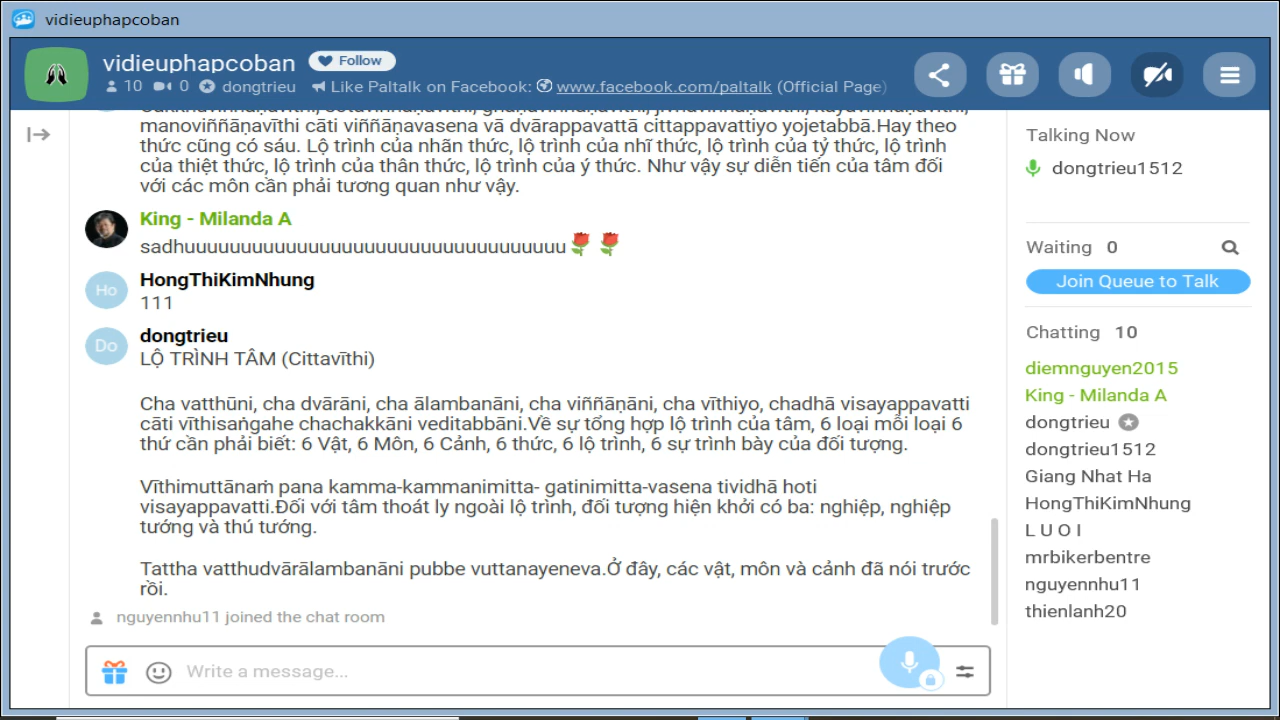 vidieuphapcoban
vidieuphapcoban Follow
10 0 dongtrieu Like Paltalk on Facebook: www.facebook.com/paltalk (Official Page)
manoviññāṇavīthi cāti viññāṇavasena vā dvārappavattā cittappavattiyo yojetabbā.Hay theo
thức cũng có sáu. Lộ trình của nhãn thức, lộ trình của nhĩ thức, lộ trình của tỷ thức, lộ trình
của thiệt thức, lộ trình của thân thức, lộ trình của ý thức. Như vậy sự diễn tiến của tâm đối
với các môn cần phải tương quan như vậy.
King - Milanda A
sadhuuuuuuuuuuuuuuuuuuuuuuuuuuuuuuuuuu
Ho
HongThiKimNhung
111
Do
dongtrieu
LỘ TRÌNH TÂM (Cittavīthi)
Cha vatthūni, cha dvārāni, cha ālambanāni, cha viññāṇāni, cha vīthiyo, chadhā visayappavatti
cāti vīthisaṅgahe chachakkāni veditabbāni.Về sự tổng hợp lộ trình của tâm, 6 loại mỗi loại 6
thứ cần phải biết: 6 Vật, 6 Môn, 6 Cảnh, 6 thức, 6 lộ trình, 6 sự trình bày của đối tượng.
Vīthimuttānaṁ pana kamma-kammanimitta- gatinimitta-vasena tividhā hoti
visayappavatti.Đối với tâm thoát ly ngoài lộ trình, đối tượng hiện khởi có ba: nghiệp, nghiệp
tướng và thú tướng.
Tattha vatthudvārālambanāni pubbe vuttanayeneva.Ở đây, các vật, môn và cảnh đã nói trước
rồi.
nguyennhu11 joined the chat room
Write a message...
Talking Now
dongtrieu1512
Waiting 0
Join Queue to Talk
Chatting 10
diemnguyen2015
King - Milanda A
dongtrieu
dongtrieu1512
Giang Nhat Ha
HongThiKimNhung
L U O I
mrbikerbentre
nguyennhu11
thienlanh20